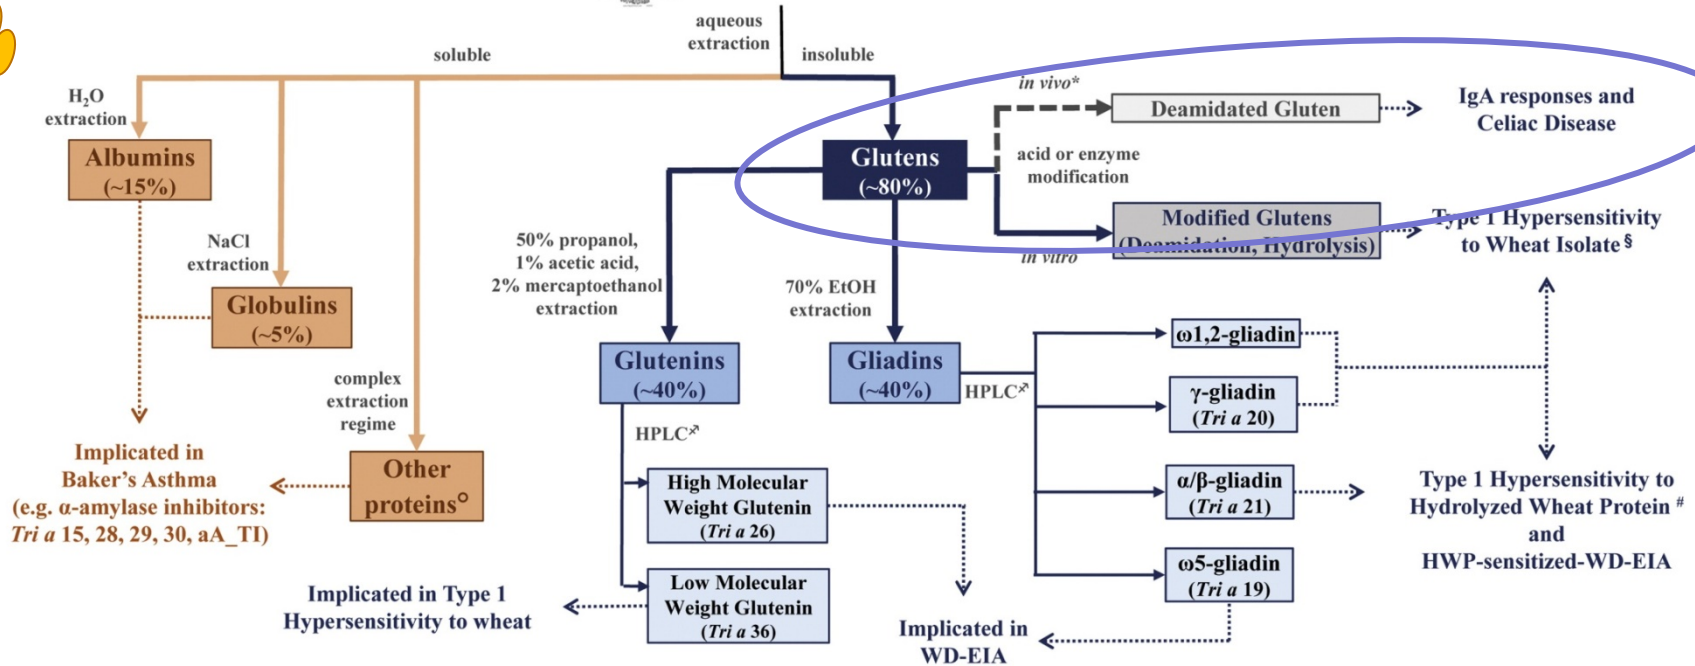 aqueous
extraction
soluble
insoluble
H₂O
extraction
Albumins
(~15%)
NaCl
extraction
Globulins
(~5%)
complex
extraction
regime
Other
proteins°
Implicated in
Baker's Asthma
(e.g. α-amylase inhibitors:
Tri a 15, 28, 29, 30, aA_TI)
Glutens
(~80%)
in vivo*
Deamidated Gluten
IgA responses and
Celiac Disease
acid or enzyme
modification
Modified Glutens
(Deamidation, Hydrolysis)
in vitro
Type 1 Hypersensitivity
to Wheat Isolate §
50% propanol,
1% acetic acid,
2% mercaptoethanol
extraction
70% EtOH
extraction
Glutenins
(~40%)
Gliadins
(~40%)
HPLC♐
HPLC♐
High Molecular
Weight Glutenin
(Tri a 26)
Low Molecular
Weight Glutenin
(Tri a 36)
Implicated in Type 1
Hypersensitivity to wheat
ω1,2-gliadin
γ-gliadin
(Tri a 20)
α/β-gliadin
(Tri a 21)
ω5-gliadin
(Tri a 19)
Type 1 Hypersensitivity to
Hydrolyzed Wheat Protein #
and
HWP-sensitized-WD-EIA
Implicated in
WD-EIA